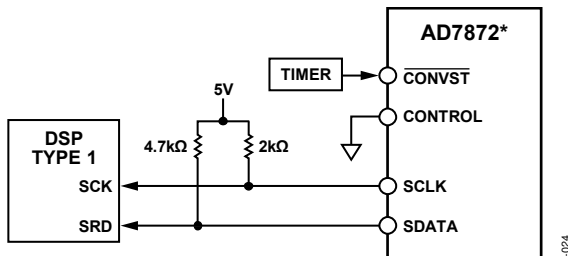 AD7872*
TIMER
CONVST
5V
CONTROL
DSP
TYPE 1
4.7kΩ
2kΩ
SCK
SCLK
SRD
SDATA
-024